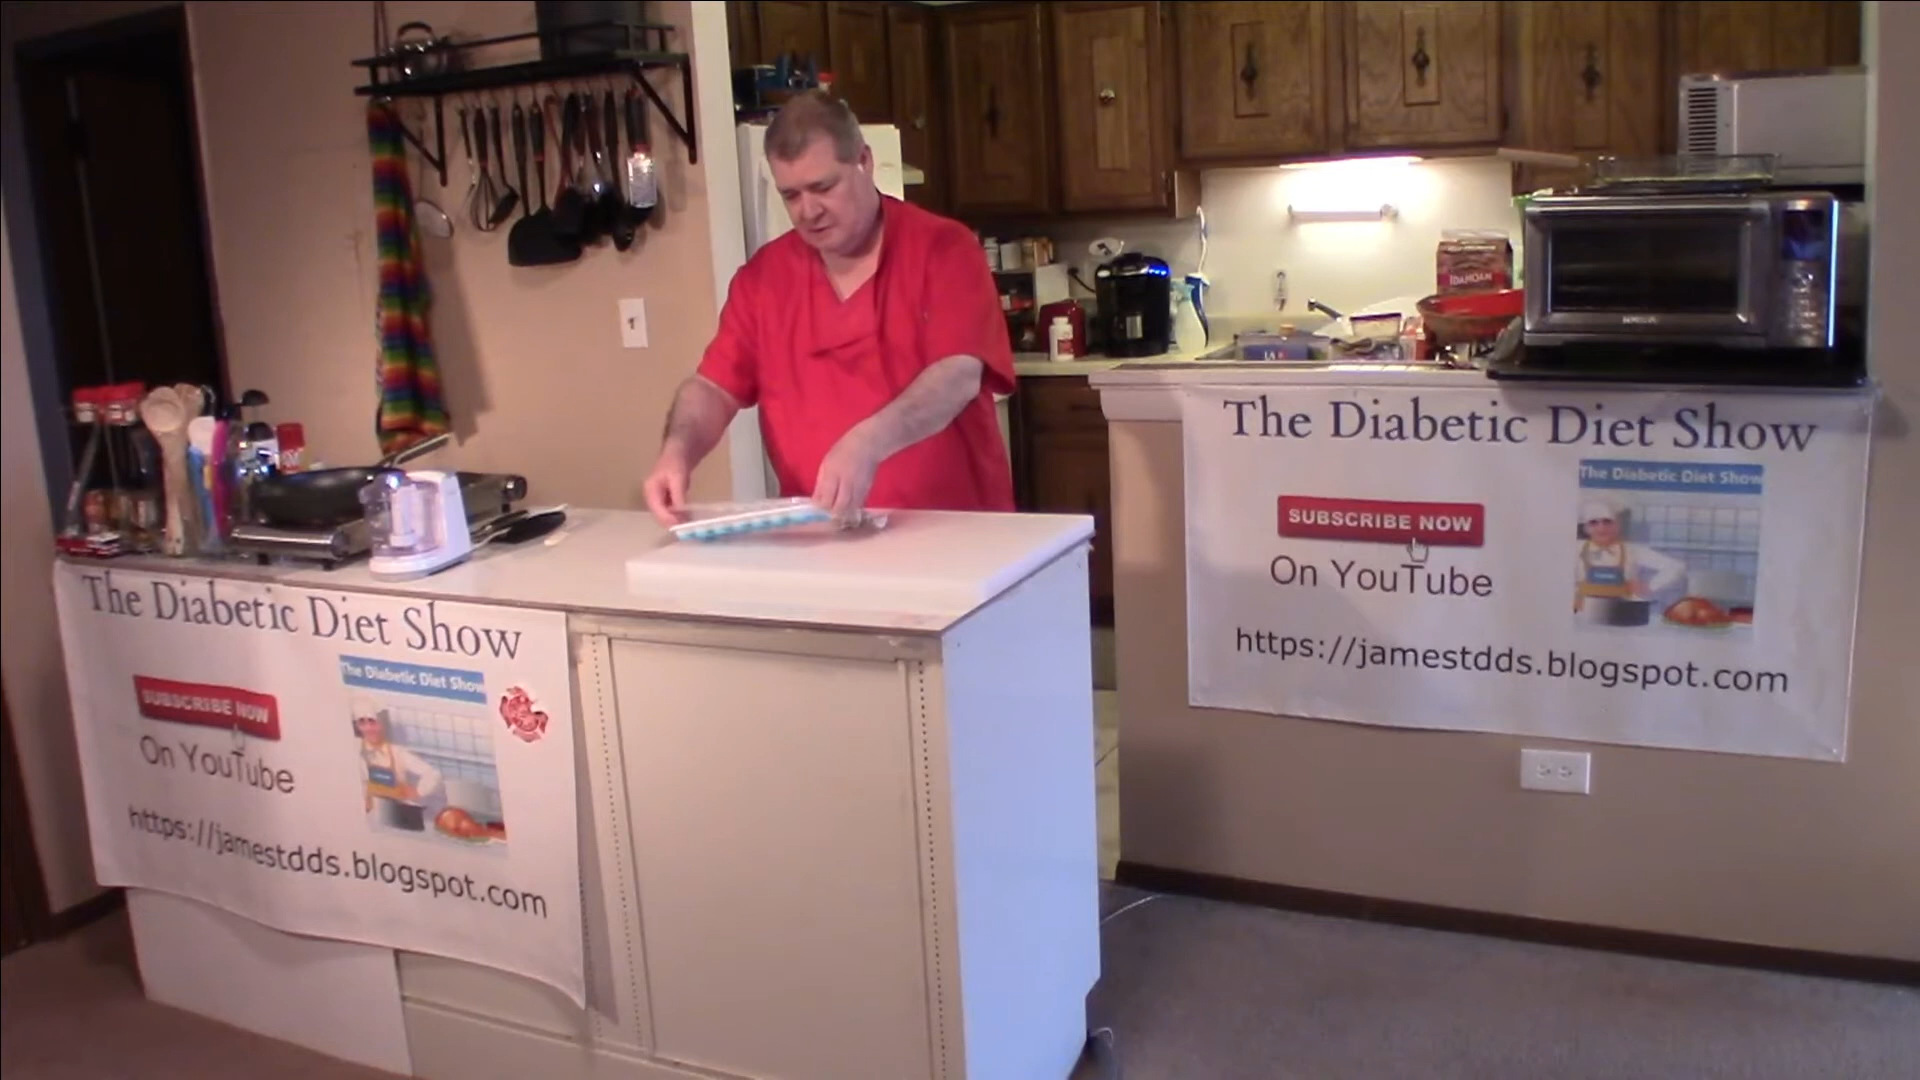 The Diabetic Diet Show
The Diabetic Diet Show
SUBSCRIBE NOW
On YouTube
https://jamestdds.blogspot.com
The Diabetic Diet Show
The Diabetic Diet Show
SUBSCRIBE NOW
On YouTube
https://jamestdds.blogspot.com
IDAHOAN